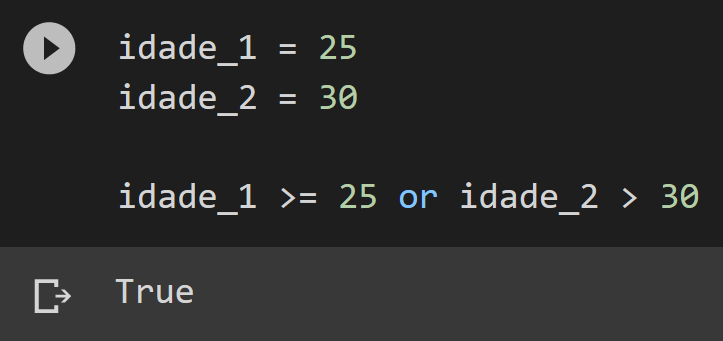 idade_1 = 25
idade_2 = 30
idade_1 >= 25 or idade_2 > 30
True